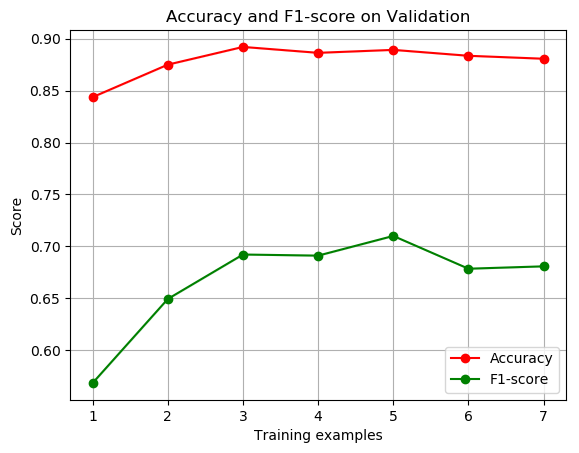 Accuracy and F1-score on Validation
0.90
0.85
0.80
0.75
0.70
0.65
0.60
Score
Accuracy
F1-score
1 2 3 4 5 6 7
Training examples